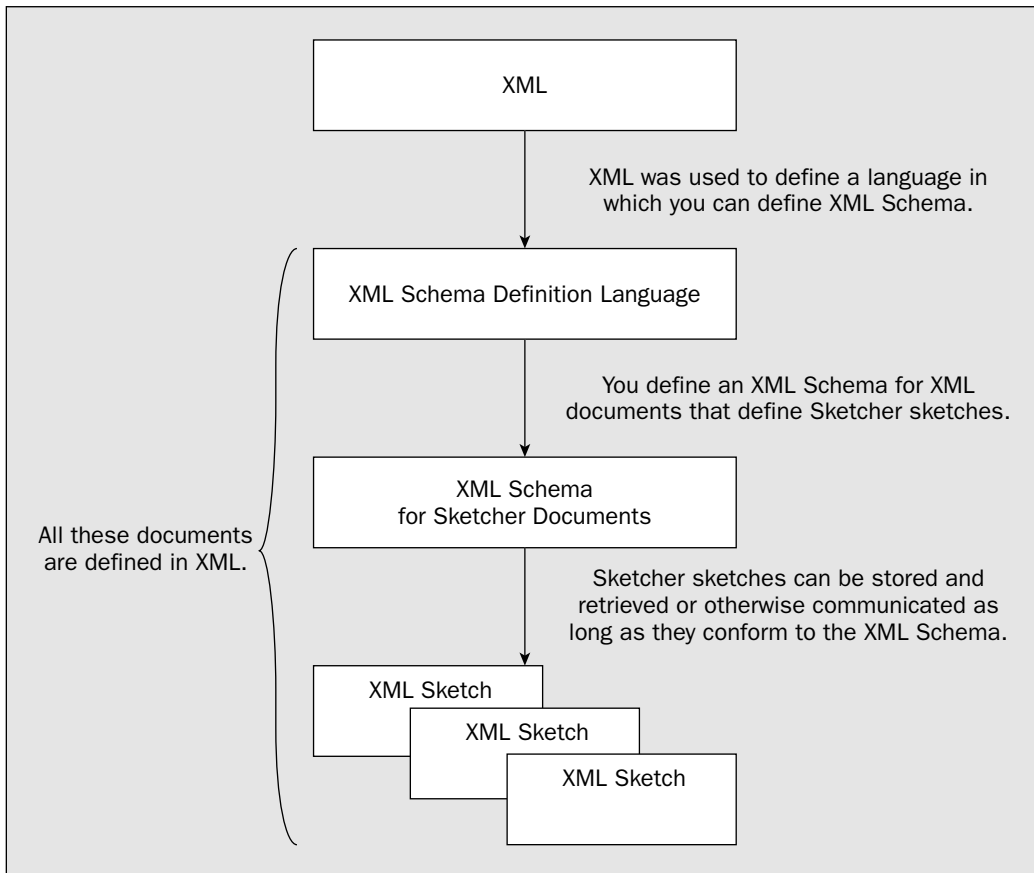 XML
XML was used to define a language in
which you can define XML Schema.
XML Schema Definition Language
You define an XML Schema for XML
documents that define Sketcher sketches.
XML Schema
for Sketcher Documents
All these documents
are defined in XML.
Sketcher sketches can be stored and
retrieved or otherwise communicated as
long as they conform to the XML Schema.
XML Sketch
XML Sketch
XML Sketch